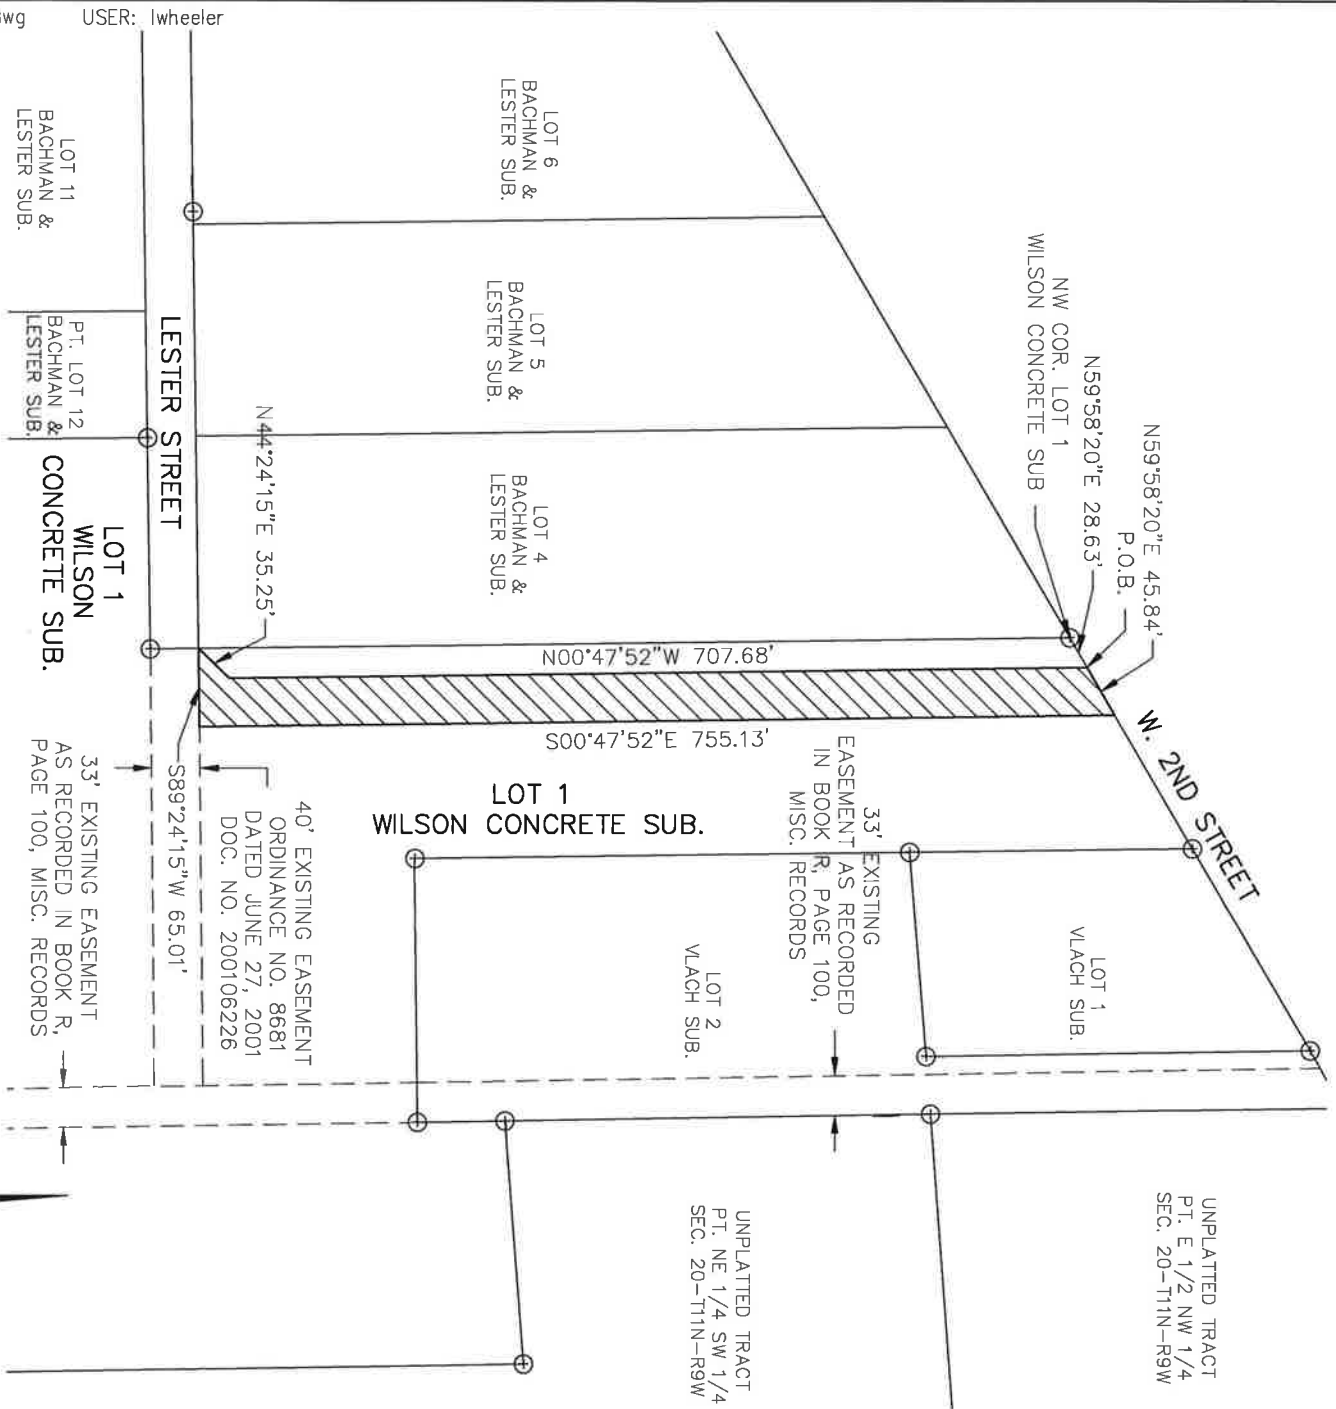 wg USER: lwheeler
LOT 11
BACHMAN &
LESTER SUB.
PT. LOT 12
BACHMAN &
LESTER SUB.
LESTER STREET
LOT 1
WILSON
CONCRETE SUB.
LOT 6
BACHMAN &
LESTER SUB.
LOT 5
BACHMAN &
LESTER SUB.
LOT 4
BACHMAN &
LESTER SUB.
N44°24'15"E 35.25'
NW COR. LOT 1
WILSON CONCRETE SUB
N59°58'20"E 28.63'
N59°58'20"E 45.84'
P.O.B.
W. 2ND STREET
N00°47'52"W 707.68'
S00°47'52"E 755.13'
S89°24'15"W 65.01'
LOT 1
WILSON CONCRETE SUB.
33' EXISTING
EASEMENT AS RECORDED
IN BOOK R, PAGE 100,
MISC. RECORDS
40' EXISTING EASEMENT
ORDINANCE NO. 8681
DATED JUNE 27, 2001
DOC. NO. 200106226
33' EXISTING EASEMENT
AS RECORDED IN BOOK R,
PAGE 100, MISC. RECORDS
LOT 1
VLACH SUB.
LOT 2
VLACH SUB.
UNPLATTED TRACT
PT. E 1/2 NW 1/4
SEC. 20-T11N-R9W
UNPLATTED TRACT
PT. NE 1/4 SW 1/4
SEC. 20-T11N-R9W